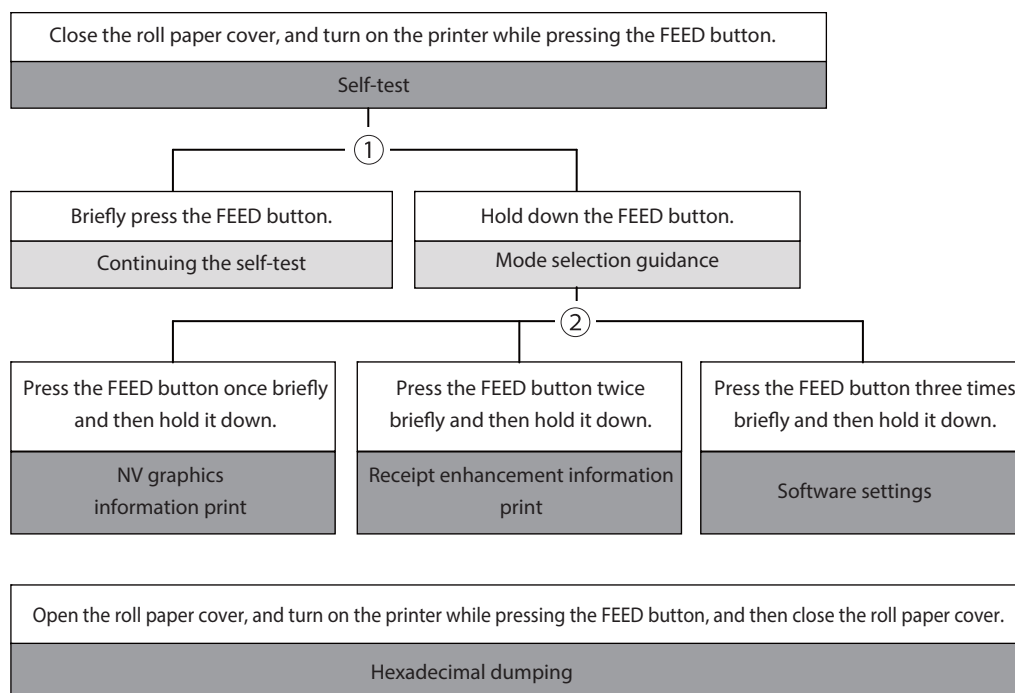 Close the roll paper cover, and turn on the printer while pressing the FEED button.
Self-test
1
Briefly press the FEED button.
Continuing the self-test
Hold down the FEED button.
Mode selection guidance
2
Press the FEED button once briefly
and then hold it down.
NV graphics
information print
Press the FEED button twice
briefly and then hold it down.
Receipt enhancement information
print
Press the FEED button three times
briefly and then hold it down.
Software settings
Open the roll paper cover, and turn on the printer while pressing the FEED button, and then close the roll paper cover.
Hexadecimal dumping